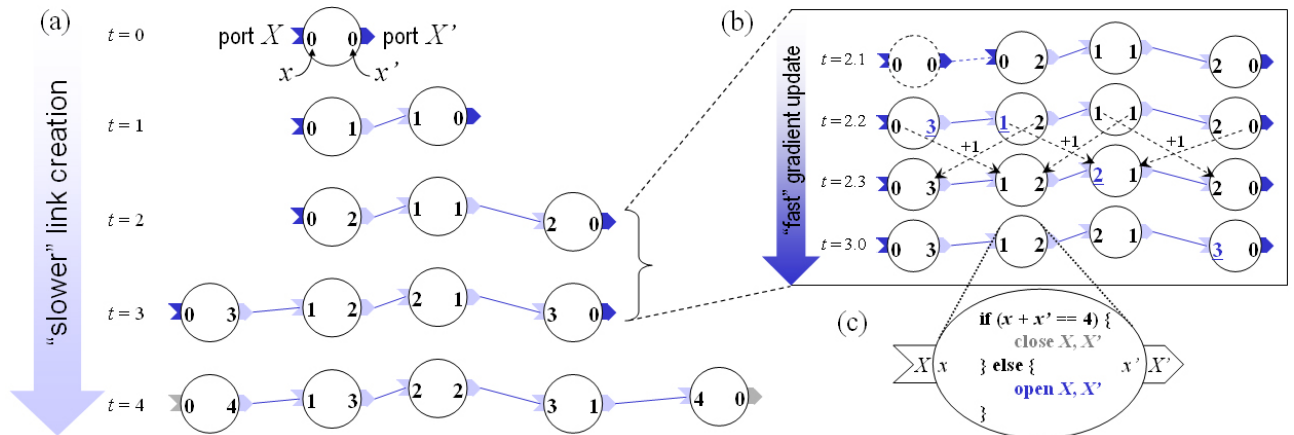 (a)
"slower" link creation
t = 0
port X
0 0
port X'
x
x'
t = 1
0 1
1 0
t = 2
0 2
1 1
2 0
t = 3
0 3
1 2
2 1
3 0
t = 4
0 4
1 3
2 2
3 1
4 0
(b)
"fast" gradient update
t = 2.1
0 0
0 2
1 1
2 0
t = 2.2
0 3
1 2
1 1
2 0
+1
+1
t = 2.3
0 3
1 2
2 1
2 0
t = 3.0
0 3
1 2
2 1
3 0
(c)
X x
if (x + x' == 4) {
close X, X'
} else {
open X, X'
}
x' X'